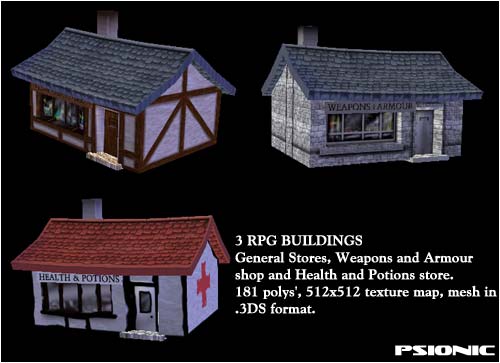 WEAPONS & ARMOUR
HEALTH & POTIONS
3 RPG BUILDINGS
General Stores, Weapons and Armour
shop and Health and Potions store.
181 polys', 512x512 texture map, mesh in
.3DS format.
PSIONIC